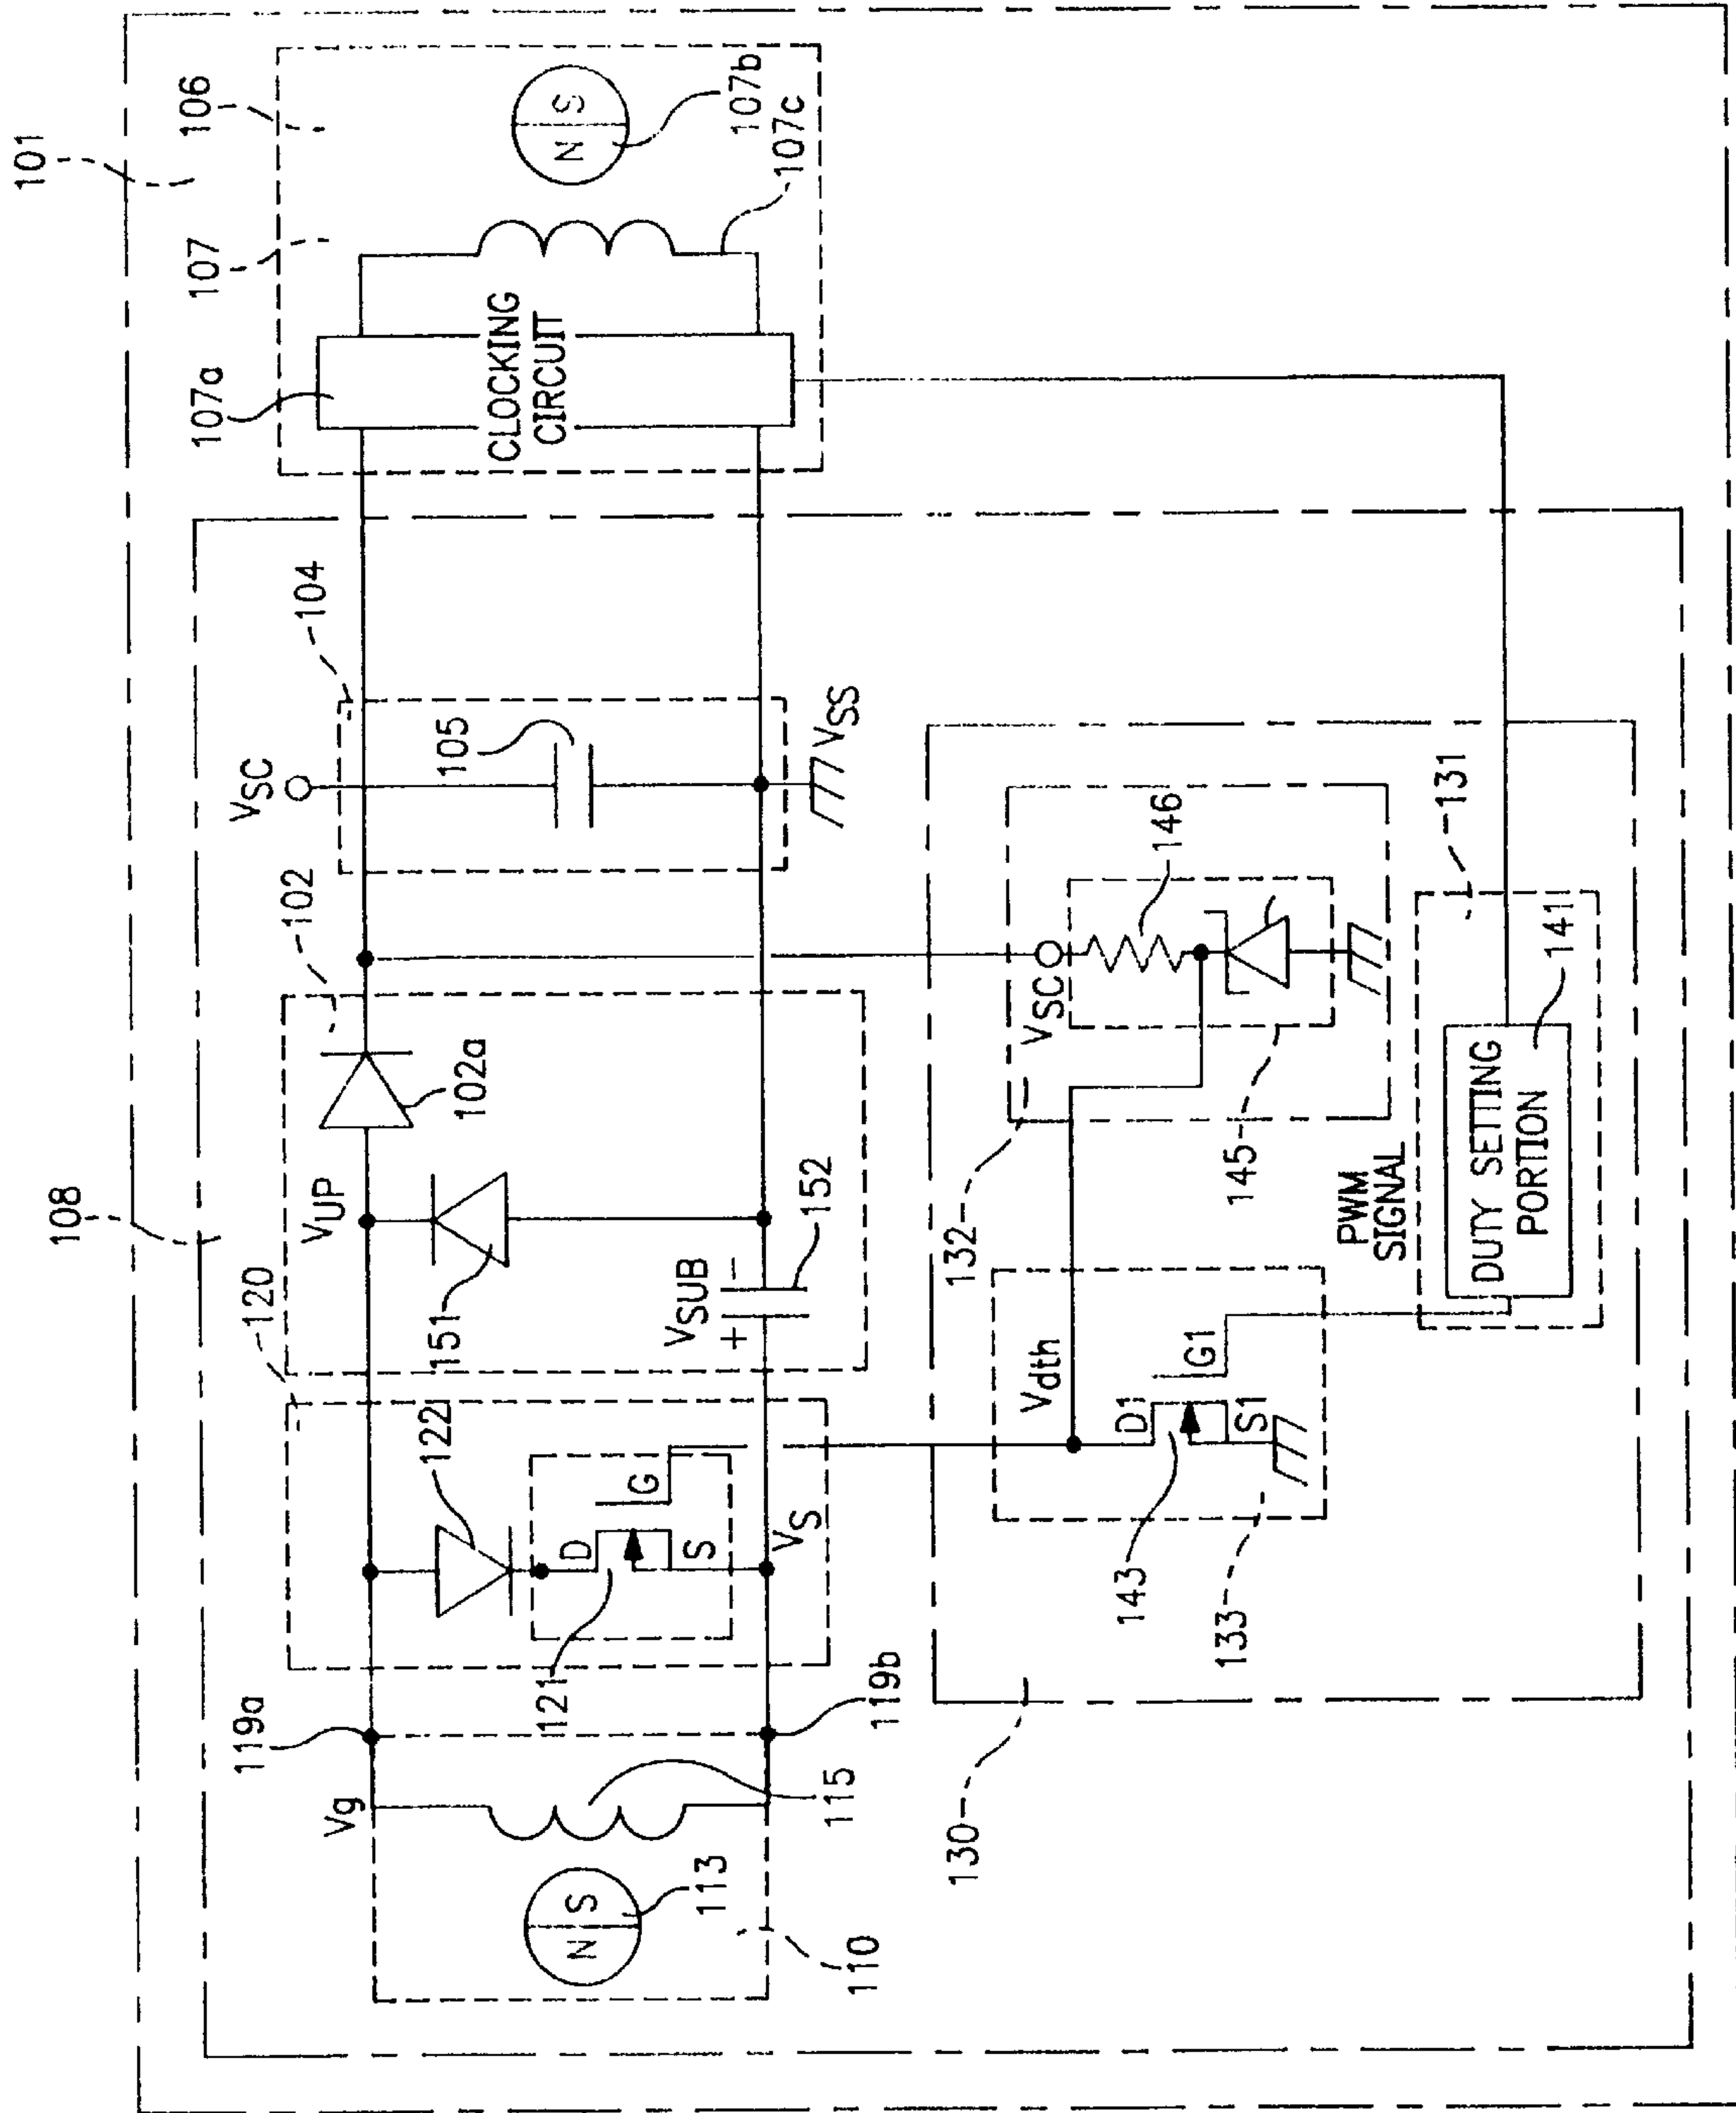 101
106
107
107a
CLOCKING
CIRCUIT
N S
107b
107c
108
104
VSC
105
VSS
102
102a
VUP
151
VSUB
+ −
152
120
122
D
G
S
121
VS
119a
119b
Vg
115
N S
113
110
130
132
VSC
146
145
Vdth
D1
G1
S1
143
133
PWM
SIGNAL
131
DUTY SETTING
PORTION
141